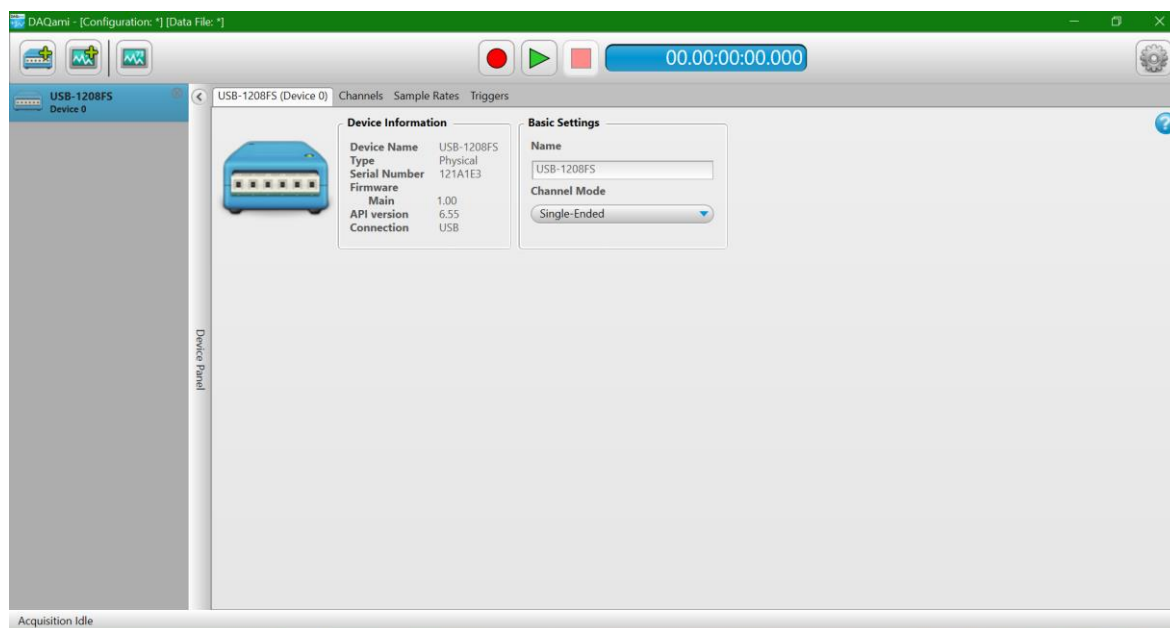 DAQami - [Configuration: *] [Data File: *]
00.00:00:00.000
USB-1208FS
Device 0
USB-1208FS (Device 0) Channels Sample Rates Triggers
Device Information
Device Name USB-1208FS
Type Physical
Serial Number 121A1E3
Firmware
Main 1.00
API version 6.55
Connection USB
Basic Settings
Name
USB-1208FS
Channel Mode
Single-Ended
?
Device Panel
Acquisition Idle